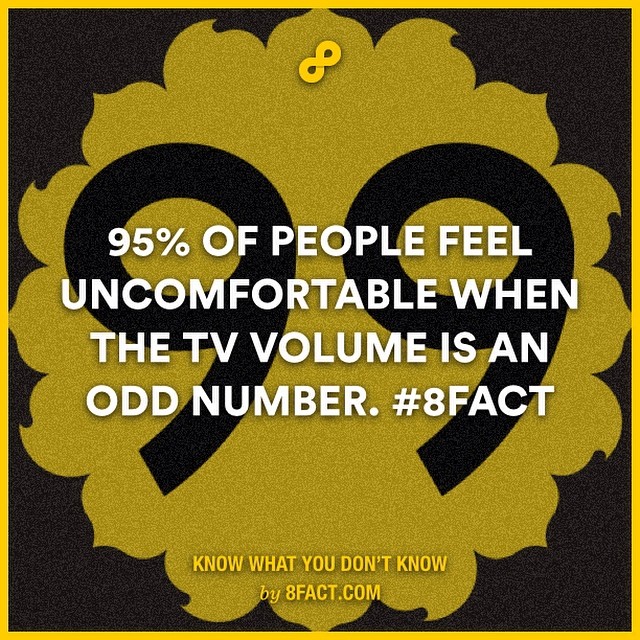 99
95% OF PEOPLE FEEL
UNCOMFORTABLE WHEN
THE TV VOLUME IS AN
ODD NUMBER. #8FACT
KNOW WHAT YOU DON'T KNOW
by 8FACT.COM